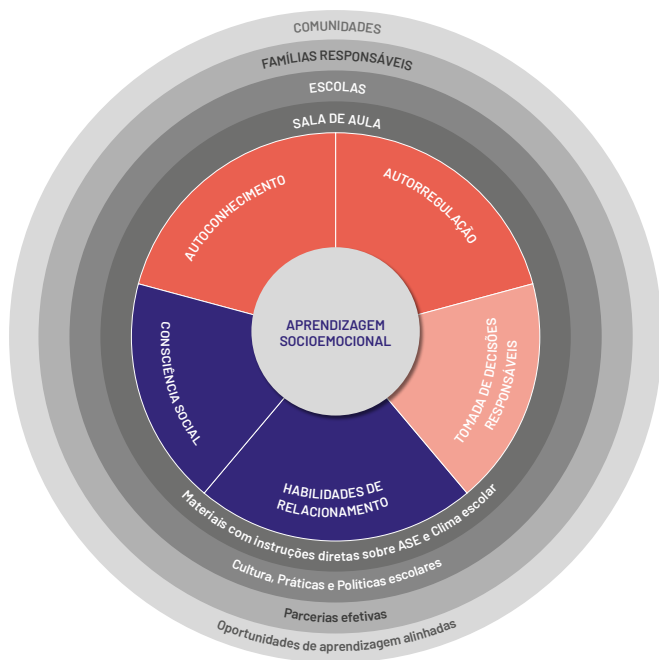 COMUNIDADES
FAMÍLIAS RESPONSÁVEIS
ESCOLAS
SALA DE AULA
AUTOCONHECIMENTO
AUTORREGULAÇÃO
APRENDIZAGEM
SOCIOEMOCIONAL
CONSCIÊNCIA SOCIAL
TOMADA DE DECISÕES
RESPONSÁVEIS
HABILIDADES DE
RELACIONAMENTO
Materiais com instruções diretas sobre ASE e Clima escolar
Cultura, Práticas e Políticas escolares
Parcerias efetivas
Oportunidades de aprendizagem alinhadas